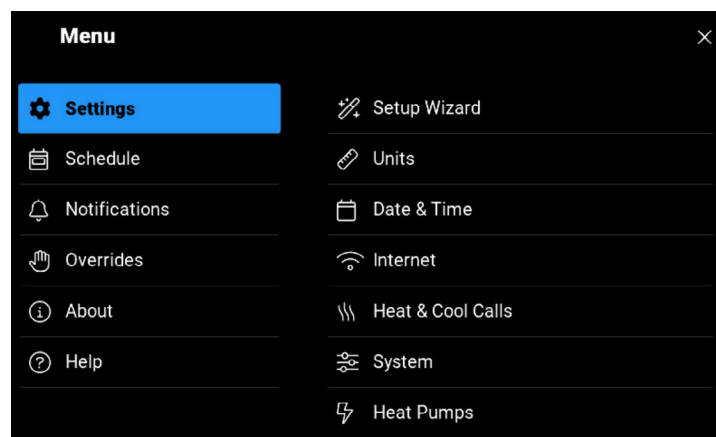 Menu
Settings
Schedule
Notifications
Overrides
About
Help
Setup Wizard
Units
Date & Time
Internet
Heat & Cool Calls
System
Heat Pumps